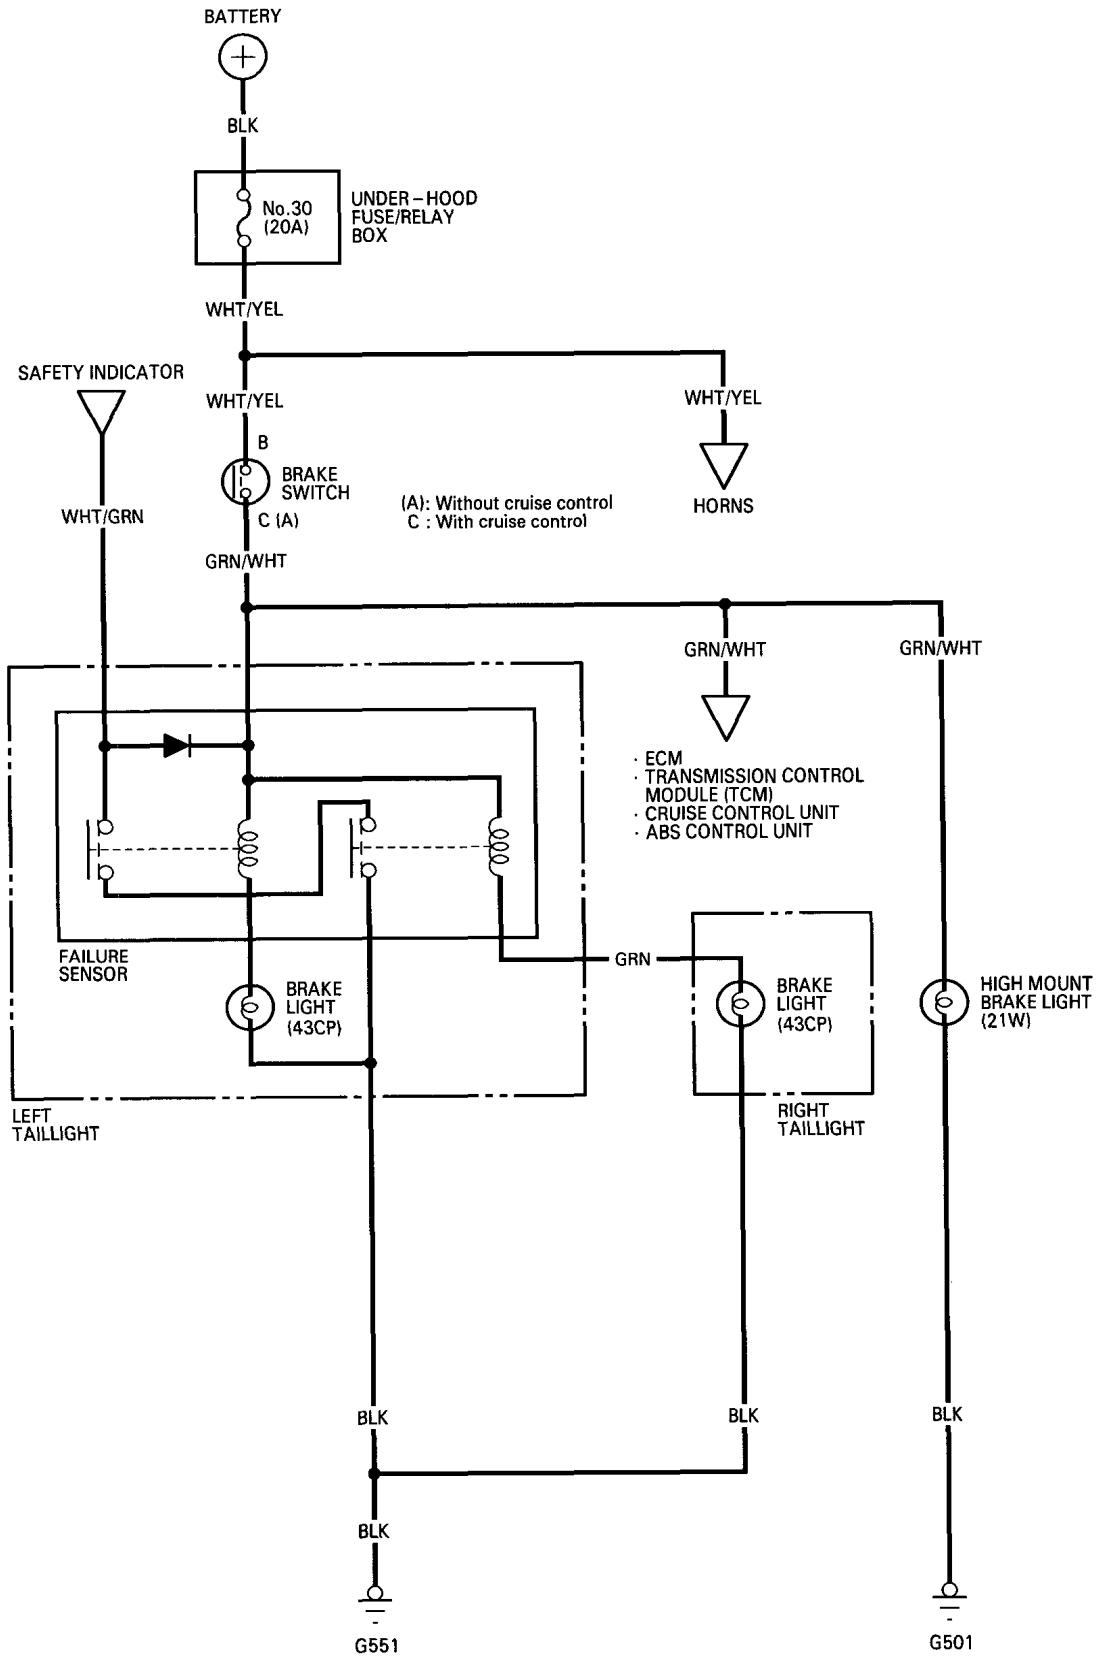 BATTERY
BLK
No.30
(20A)
UNDER-HOOD
FUSE/RELAY
BOX
WHT/YEL
SAFETY INDICATOR
WHT/YEL
WHT/YEL
B
BRAKE
SWITCH
HORNS
WHT/GRN
C (A)
(A): Without cruise control
C : With cruise control
GRN/WHT
GRN/WHT
GRN/WHT
· ECM
· TRANSMISSION CONTROL
MODULE (TCM)
· CRUISE CONTROL UNIT
· ABS CONTROL UNIT
FAILURE
SENSOR
GRN
BRAKE
LIGHT
(43CP)
BRAKE
LIGHT
(43CP)
HIGH MOUNT
BRAKE LIGHT
(21W)
LEFT
TAILLIGHT
RIGHT
TAILLIGHT
BLK
BLK
BLK
BLK
G551
G501